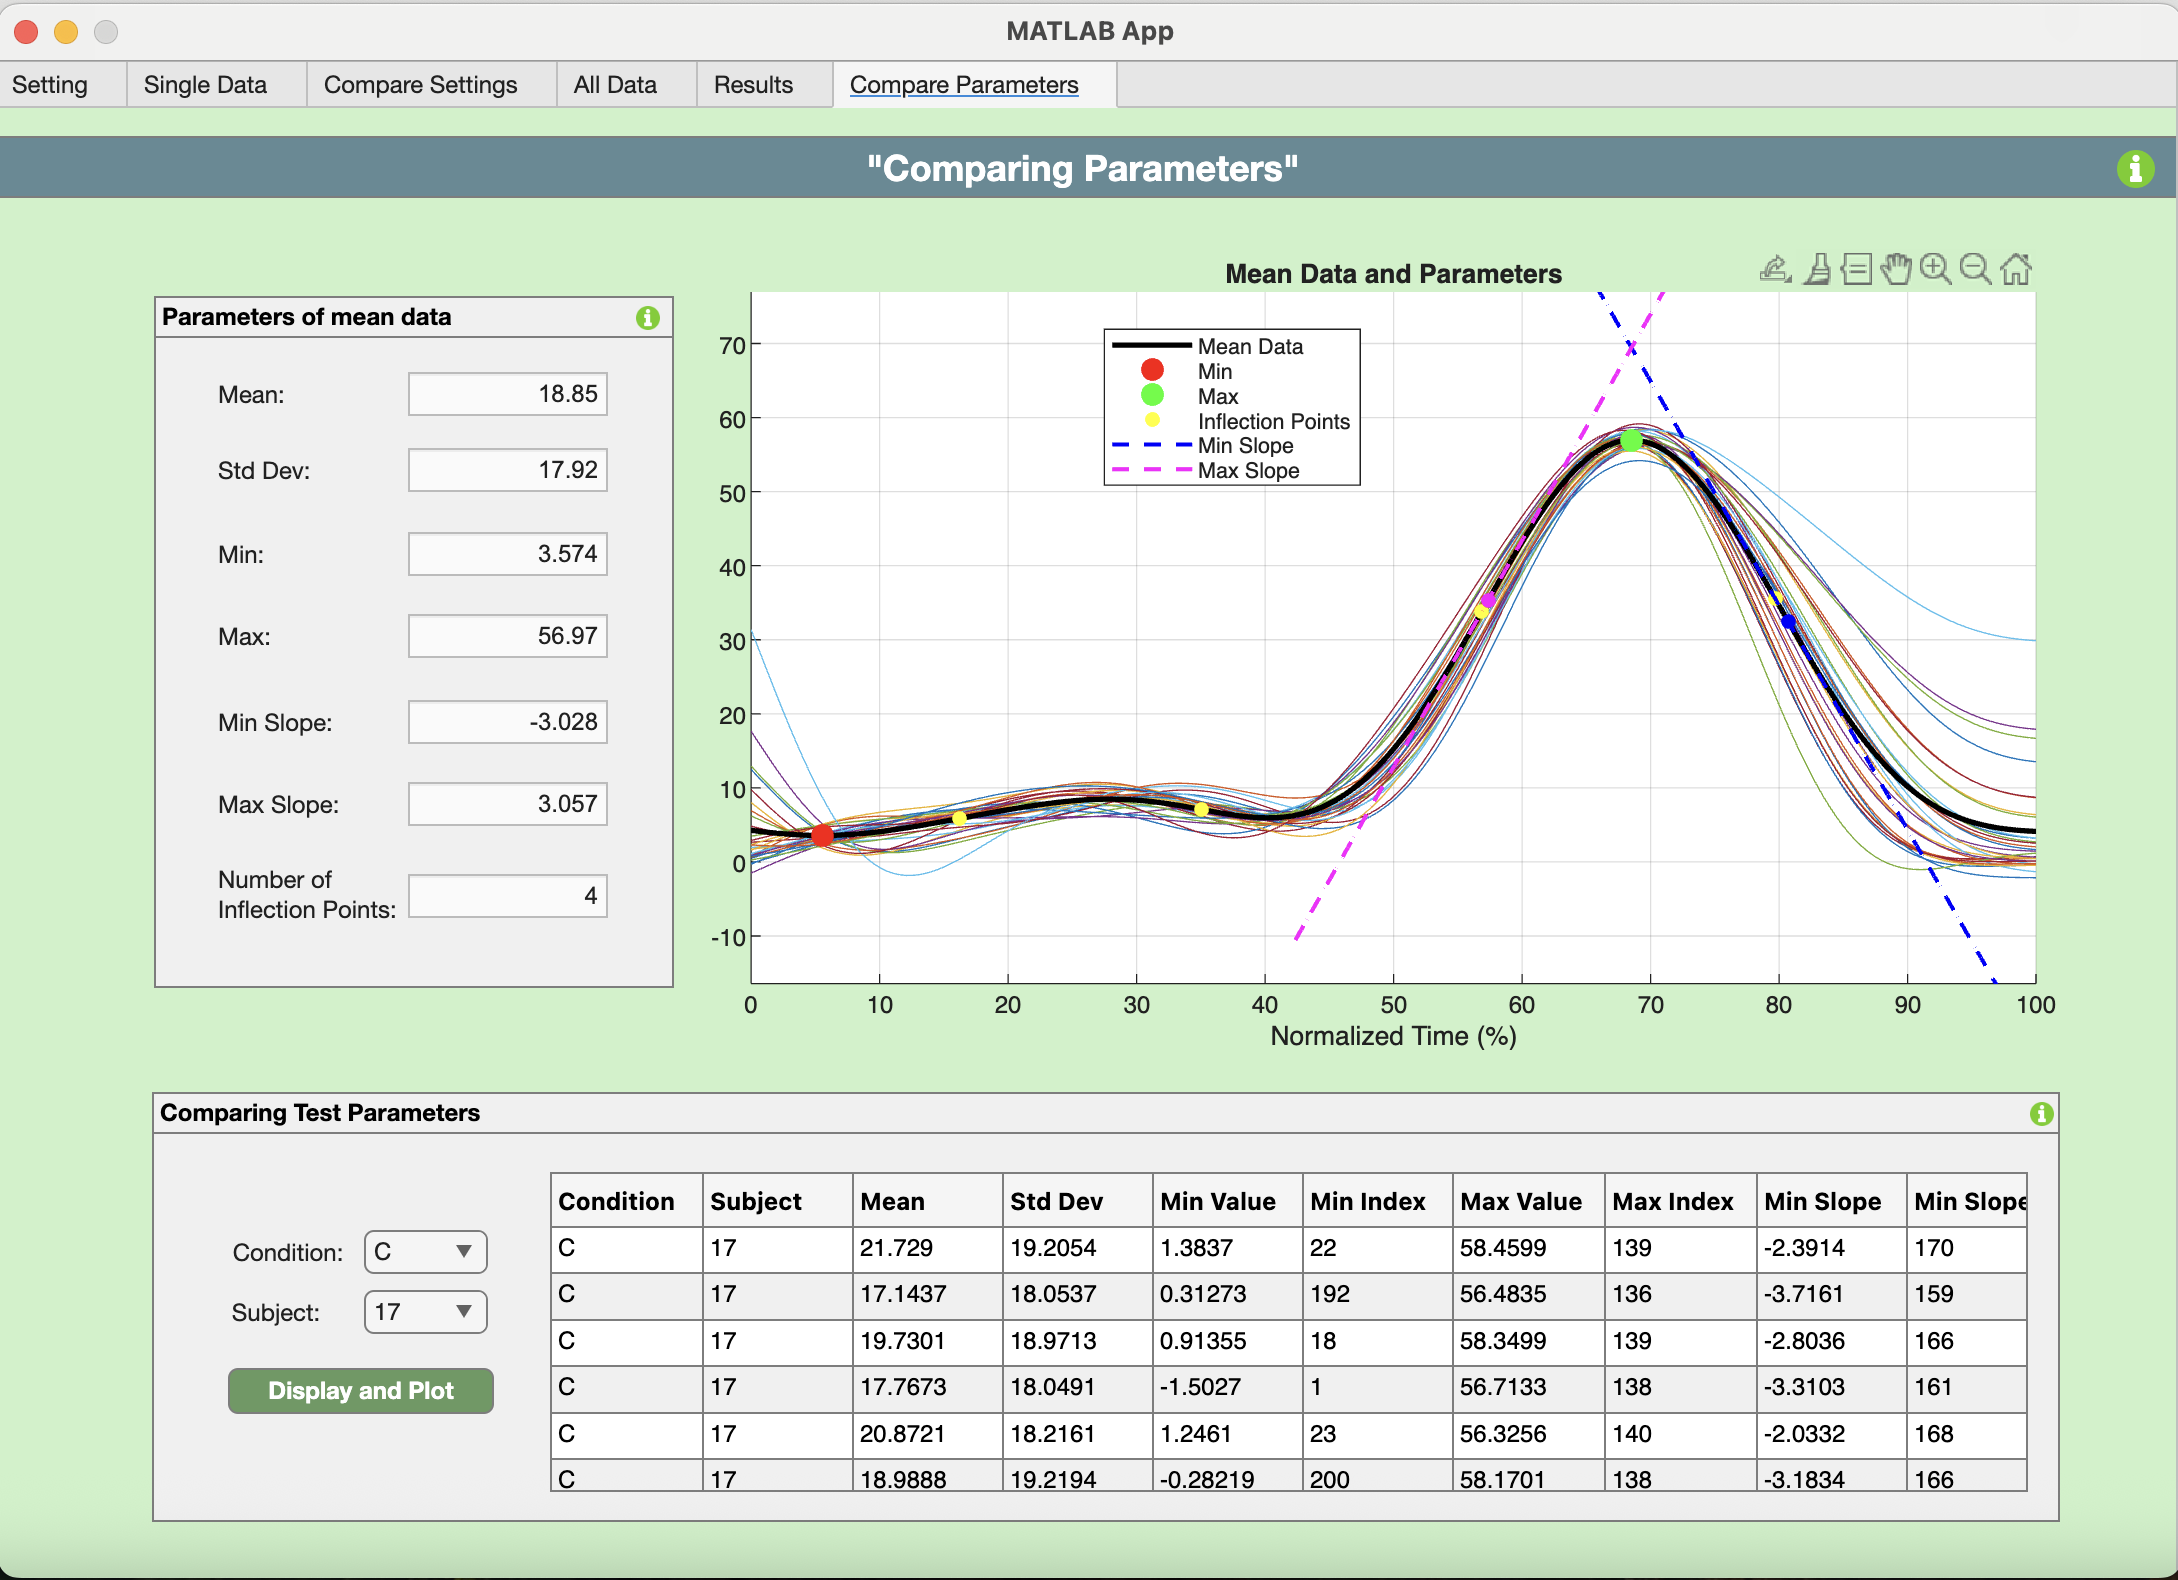 MATLAB App
Setting Single Data Compare Settings All Data Results Compare Parameters
"Comparing Parameters"
Parameters of mean data
Mean: 18.85
Std Dev: 17.92
Min: 3.574
Max: 56.97
Min Slope: -3.028
Max Slope: 3.057
Number of
Inflection Points: 4
Mean Data and Parameters
Mean Data
Min
Max
Inflection Points
Min Slope
Max Slope
70
60
50
40
30
20
10
0
-10
0 10 20 30 40 50 60 70 80 90 100
Normalized Time (%)
Comparing Test Parameters
Condition: C
Subject: 17
Display and Plot
Condition Subject Mean Std Dev Min Value Min Index Max Value Max Index Min Slope Min Slope
C 17 21.729 19.2054 1.3837 22 58.4599 139 -2.3914 170
C 17 17.1437 18.0537 0.31273 192 56.4835 136 -3.7161 159
C 17 19.7301 18.9713 0.91355 18 58.3499 139 -2.8036 166
C 17 17.7673 18.0491 -1.5027 1 56.7133 138 -3.3103 161
C 17 20.8721 18.2161 1.2461 23 56.3256 140 -2.0332 168
C 17 18.9888 19.2194 -0.28219 200 58.1701 138 -3.1834 166